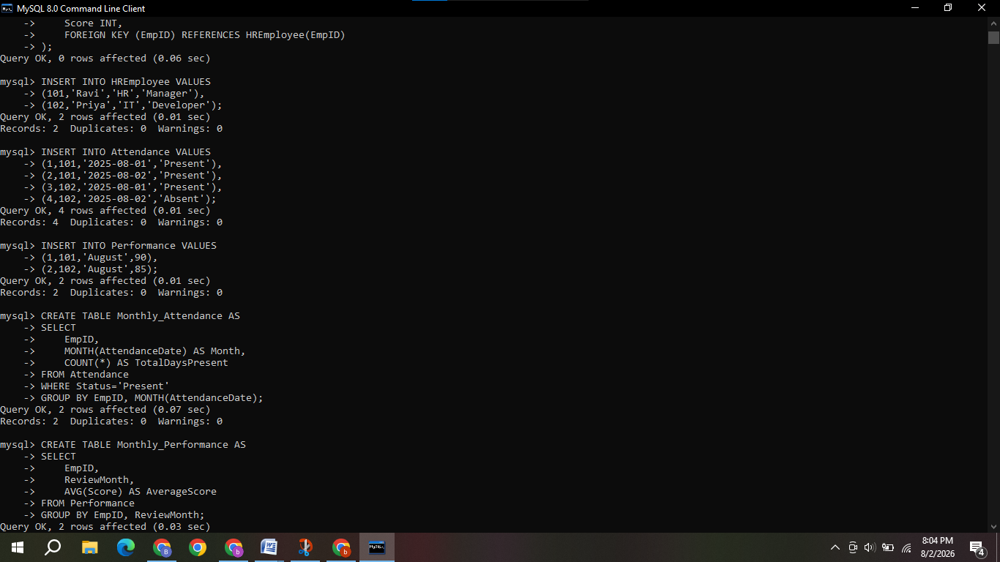 MySQL 8.0 Command Line Client
    ->     Score INT,
    ->     FOREIGN KEY (EmpID) REFERENCES HREmployee(EmpID)
    -> );
Query OK, 0 rows affected (0.06 sec)
mysql> INSERT INTO HREmployee VALUES
    -> (101,'Ravi','HR','Manager'),
    -> (102,'Priya','IT','Developer');
Query OK, 2 rows affected (0.01 sec)
Records: 2  Duplicates: 0  Warnings: 0
mysql> INSERT INTO Attendance VALUES
    -> (1,101,'2025-08-01','Present'),
    -> (2,101,'2025-08-02','Present'),
    -> (3,102,'2025-08-01','Present'),
    -> (4,102,'2025-08-02','Absent');
Query OK, 4 rows affected (0.01 sec)
Records: 4  Duplicates: 0  Warnings: 0
mysql> INSERT INTO Performance VALUES
    -> (1,101,'August',90),
    -> (2,102,'August',85);
Query OK, 2 rows affected (0.01 sec)
Records: 2  Duplicates: 0  Warnings: 0
mysql> CREATE TABLE Monthly_Attendance AS
    -> SELECT
    ->     EmpID,
    ->     MONTH(AttendanceDate) AS Month,
    ->     COUNT(*) AS TotalDaysPresent
    -> FROM Attendance
    -> WHERE Status='Present'
    -> GROUP BY EmpID, MONTH(AttendanceDate);
Query OK, 2 rows affected (0.07 sec)
Records: 2  Duplicates: 0  Warnings: 0
mysql> CREATE TABLE Monthly_Performance AS
    -> SELECT
    ->     EmpID,
    ->     ReviewMonth,
    ->     AVG(Score) AS AverageScore
    -> FROM Performance
    -> GROUP BY EmpID, ReviewMonth;
Query OK, 2 rows affected (0.03 sec)
B
b
W
b
MySQL
8:04 PM
8/2/2026
4